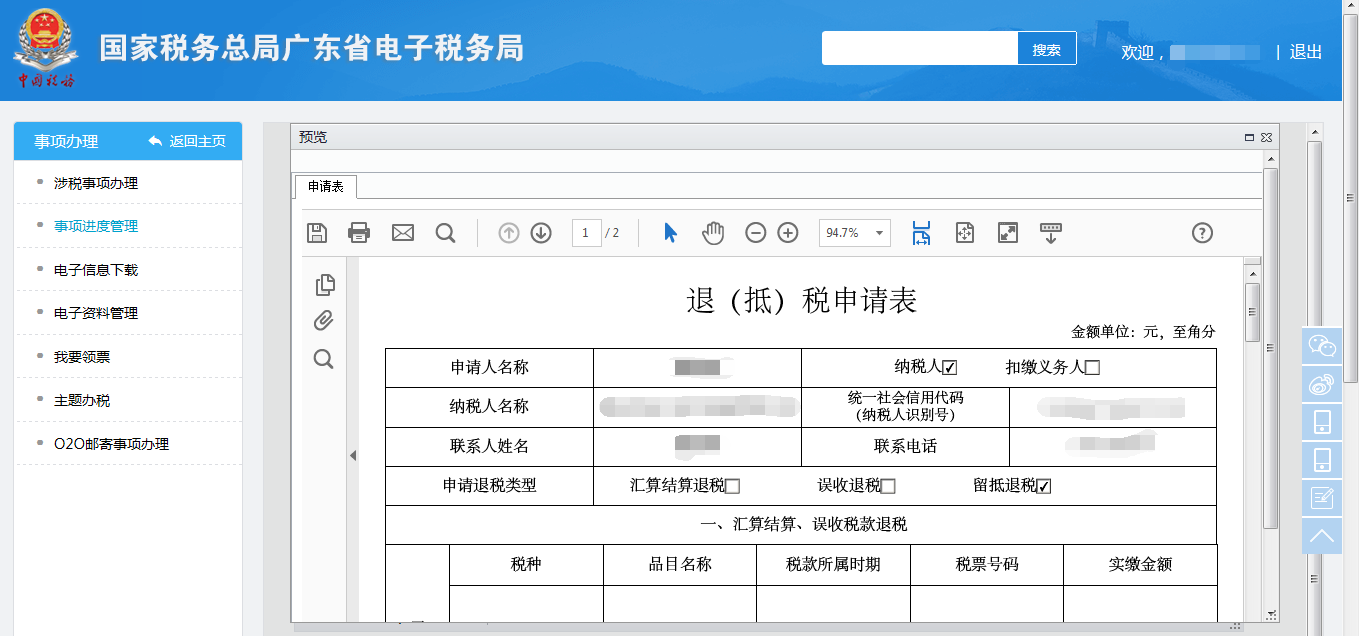 国家税务总局广东省电子税务局
中国税务
搜索
欢迎，
| 退出
事项办理
返回主页
涉税事项办理
事项进度管理
电子信息下载
电子资料管理
我要领票
主题办税
O2O邮寄事项办理
预览
申请表
1 / 2
94.7%
退（抵）税申请表
金额单位：元，至角分
申请人名称 纳税人☑ 扣缴义务人☐
纳税人名称 统一社会信用代码
（纳税人识别号）
联系人姓名 联系电话
申请退税类型 汇算结算退税☐ 误收退税☐ 留抵退税☑
一、汇算结算、误收税款退税
税种 品目名称 税款所属时期 税票号码 实缴金额